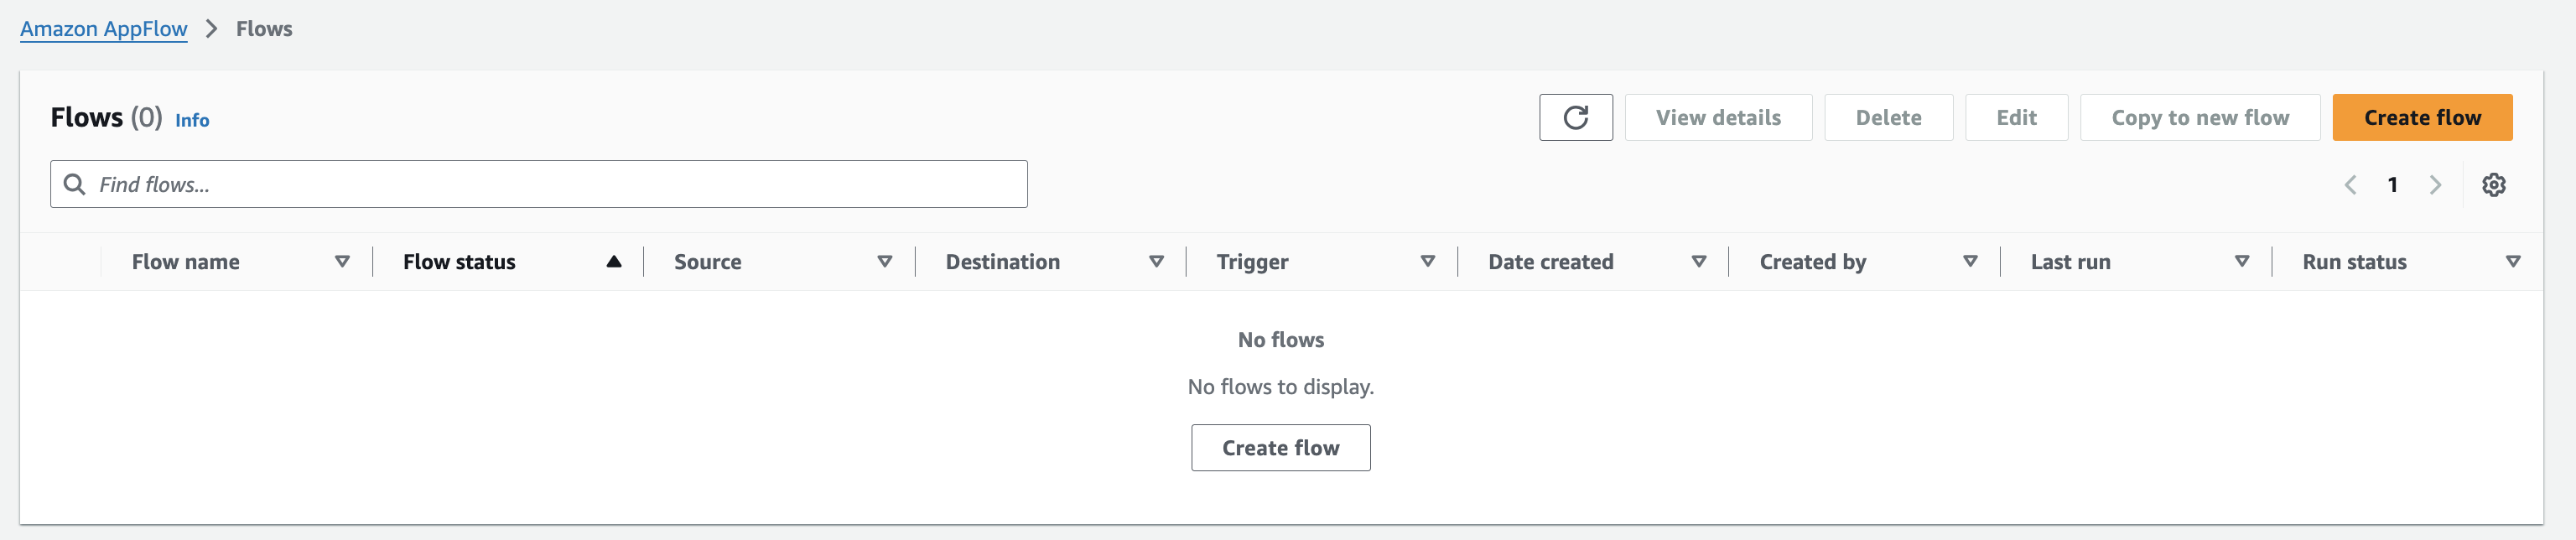 Amazon AppFlow > Flows
Flows (0) Info
View details Delete Edit Copy to new flow Create flow
Find flows...
1
Flow name Flow status Source Destination Trigger Date created Created by Last run Run status
No flows
No flows to display.
Create flow